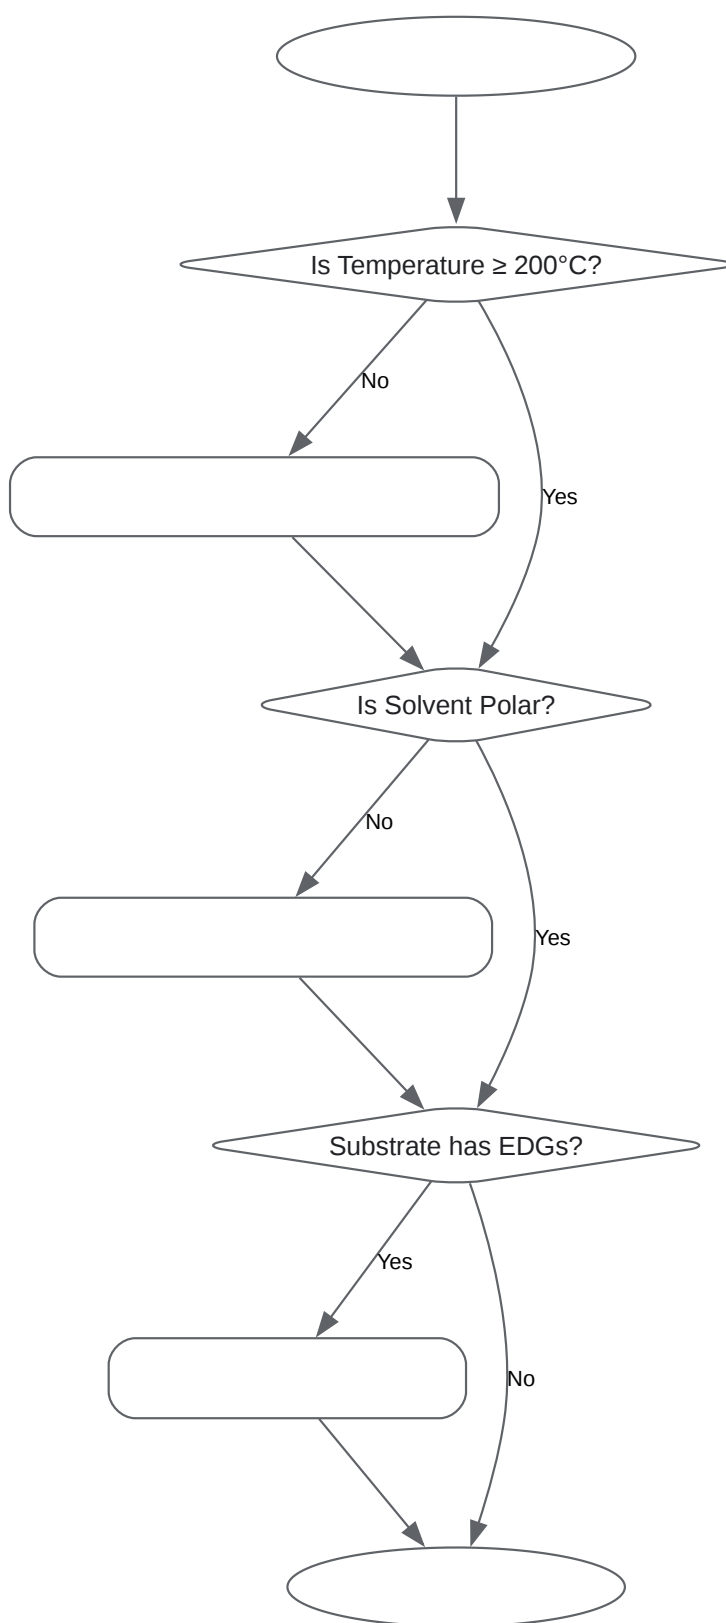 Is Temperature ≥ 200°C?
No
Yes
Is Solvent Polar?
No
Yes
Substrate has EDGs?
Yes
No